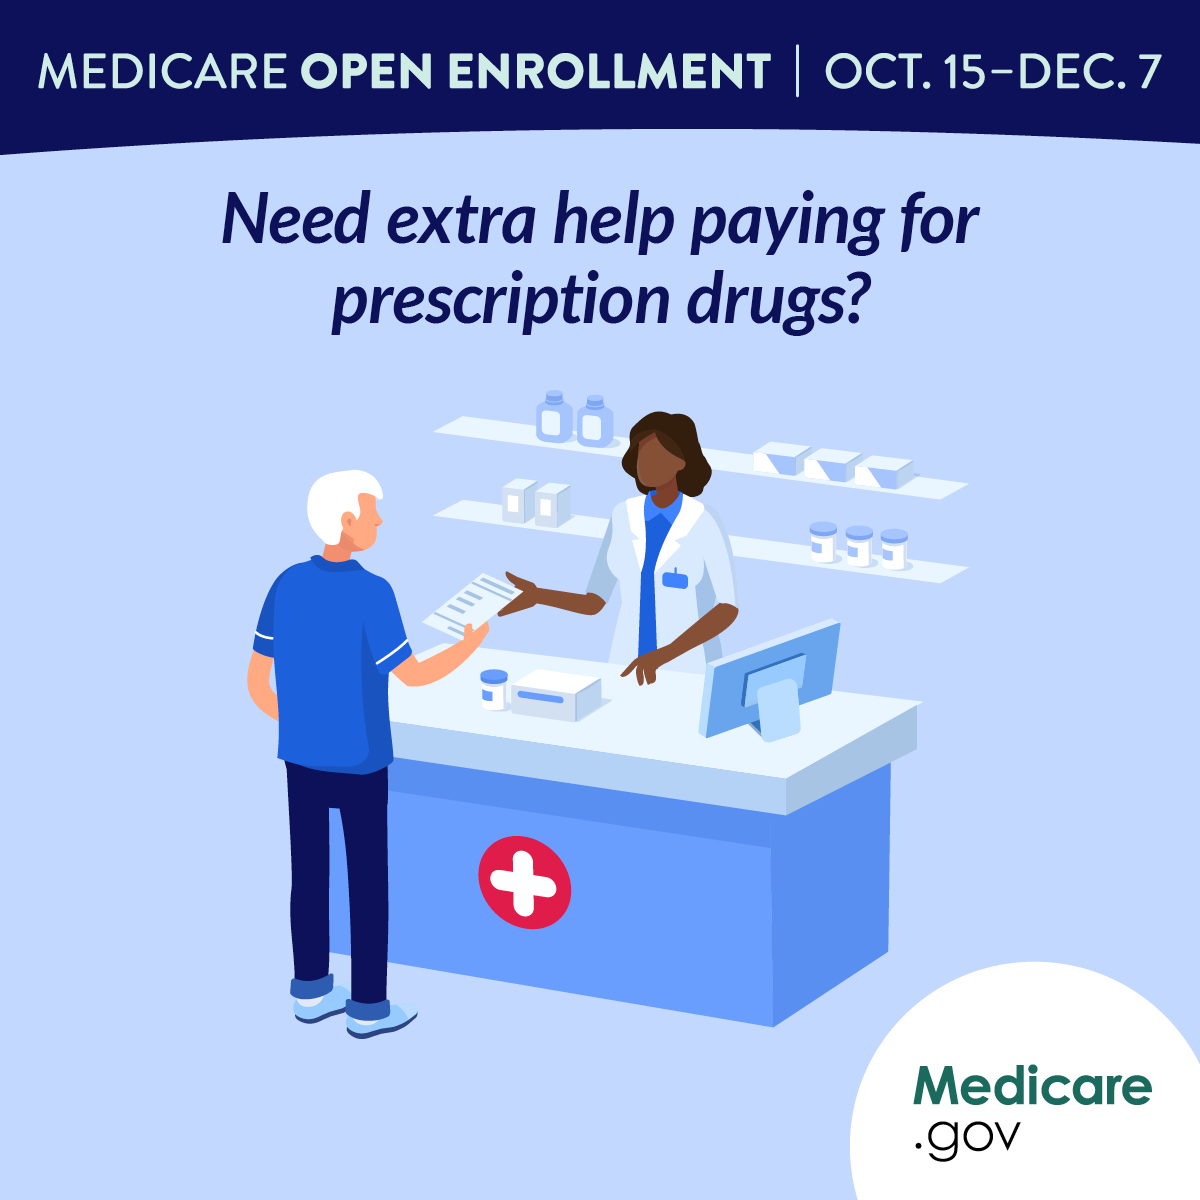 MEDICARE OPEN ENROLLMENT | OCT. 15–DEC. 7
Need extra help paying for
prescription drugs?
Medicare
.gov